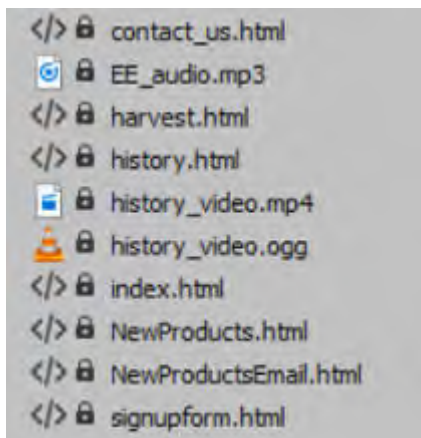 contact_us.html
EE_audio.mp3
harvest.html
history.html
history_video.mp4
history_video.ogg
index.html
NewProducts.html
NewProductsEmail.html
signupform.html